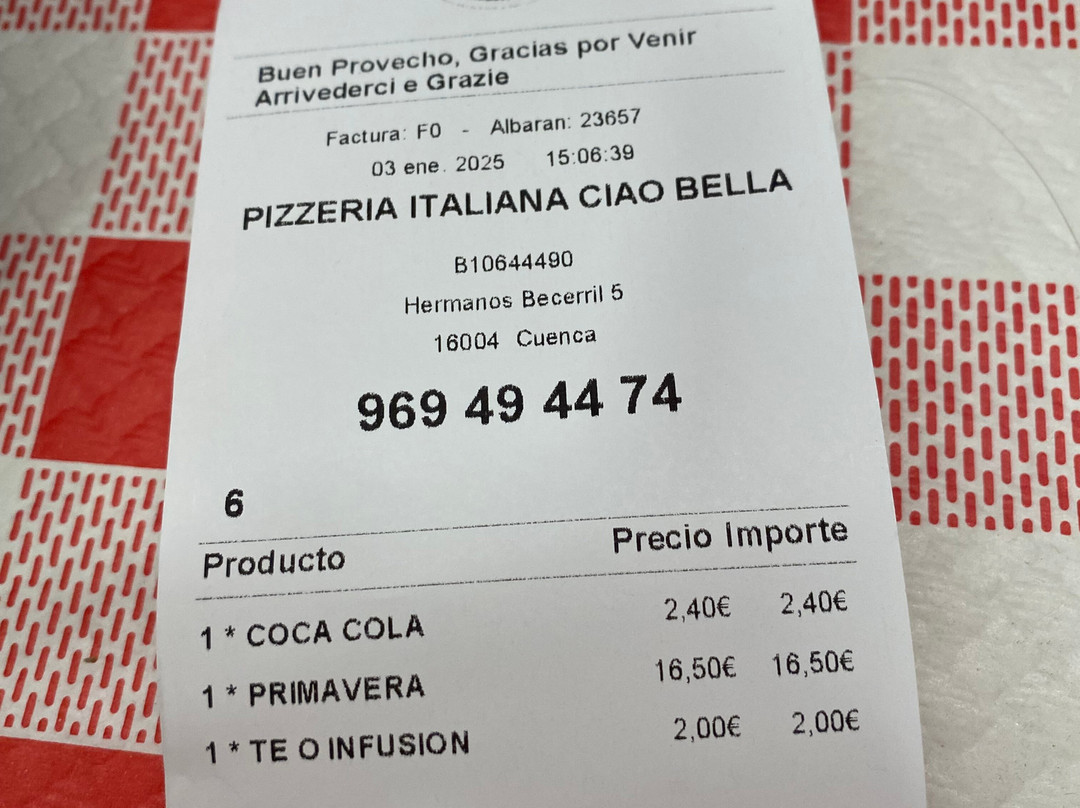 Buen Provecho, Gracias por Venir
Arrivederci e Grazie
Factura: F0 - Albaran: 23657
03 ene. 2025 15:06:39
PIZZERIA ITALIANA CIAO BELLA
B10644490
Hermanos Becerril 5
16004 Cuenca
969 49 44 74
6
Producto Precio Importe
1 * COCA COLA 2,40€ 2,40€
1 * PRIMAVERA 16,50€ 16,50€
1 * TE O INFUSION 2,00€ 2,00€